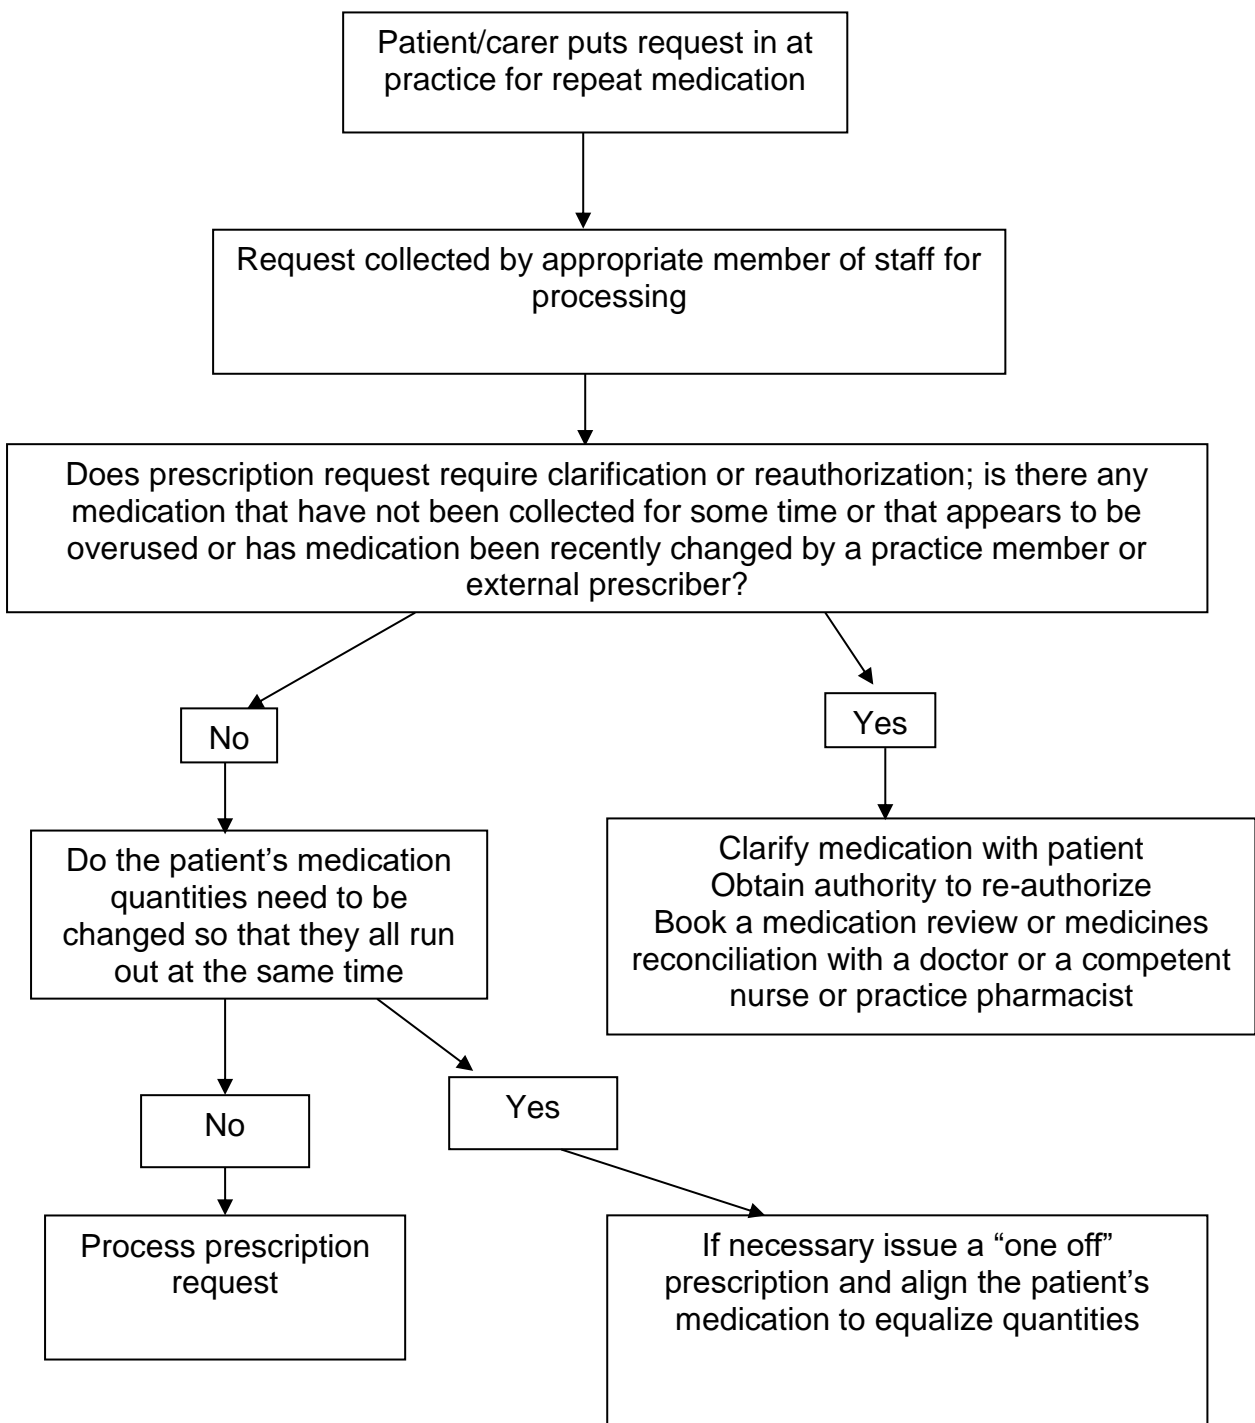 Patient/carer puts request in at
practice for repeat medication
Request collected by appropriate member of staff for
processing
Does prescription request require clarification or reauthorization; is there any
medication that have not been collected for some time or that appears to be
overused or has medication been recently changed by a practice member or
external prescriber?
No
Yes
Do the patient’s medication
quantities need to be
changed so that they all run
out at the same time
Clarify medication with patient
Obtain authority to re-authorize
Book a medication review or medicines
reconciliation with a doctor or a competent
nurse or practice pharmacist
No
Yes
Process prescription
request
If necessary issue a “one off”
prescription and align the patient’s
medication to equalize quantities